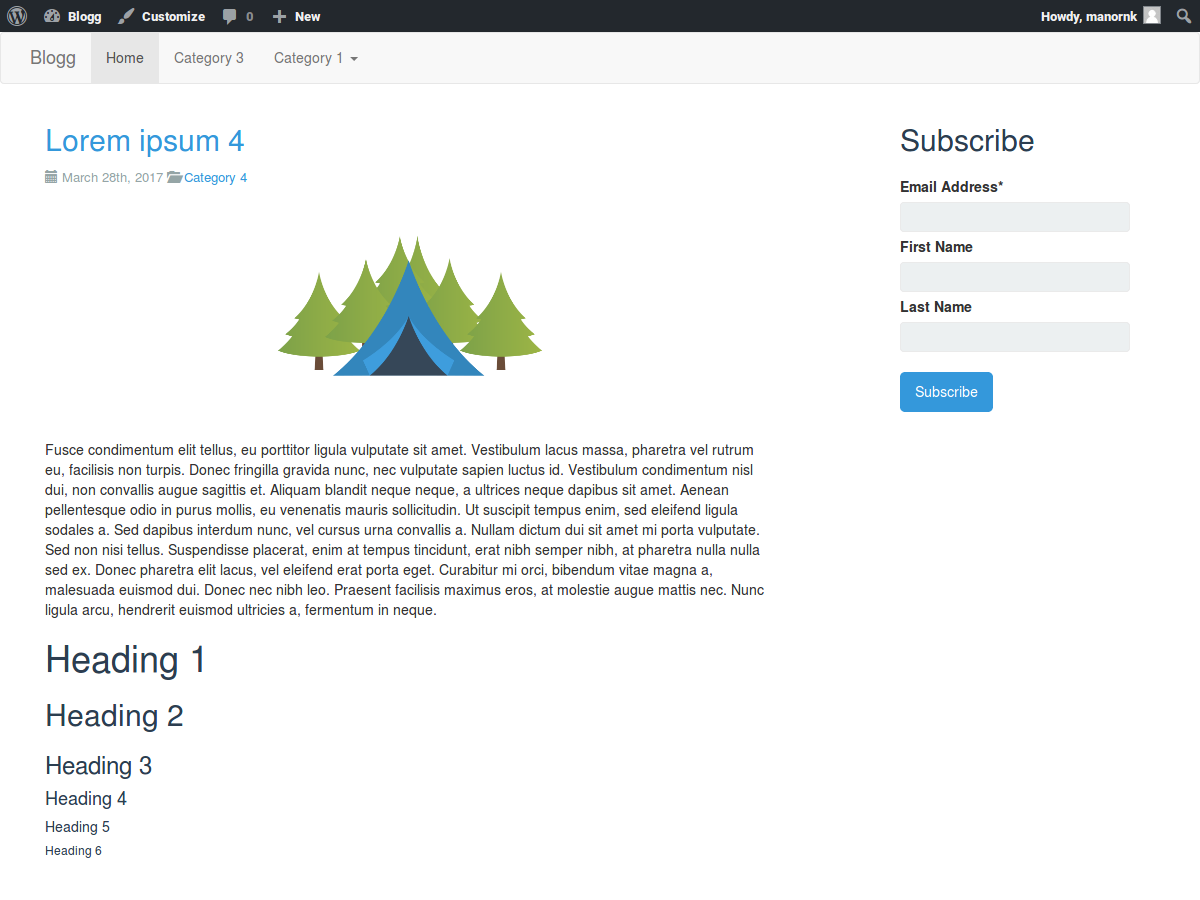 Blogg Customize 0 New Howdy, manornk
Blogg Home Category 3 Category 1
Lorem ipsum 4
March 28th, 2017 Category 4
Fusce condimentum elit tellus, eu porttitor ligula vulputate sit amet. Vestibulum lacus massa, pharetra vel rutrum
eu, facilisis non turpis. Donec fringilla gravida nunc, nec vulputate sapien luctus id. Vestibulum condimentum nisl
dui, non convallis augue sagittis et. Aliquam blandit neque neque, a ultrices neque dapibus sit amet. Aenean
pellentesque odio in purus mollis, eu venenatis mauris sollicitudin. Ut suscipit tempus enim, sed eleifend ligula
sodales a. Sed dapibus interdum nunc, vel cursus urna convallis a. Nullam dictum dui sit amet mi porta vulputate.
Sed non nisi tellus. Suspendisse placerat, enim at tempus tincidunt, erat nibh semper nibh, at pharetra nulla nulla
sed ex. Donec pharetra elit lacus, vel eleifend erat porta eget. Curabitur mi orci, bibendum vitae magna a,
malesuada euismod dui. Donec nec nibh leo. Praesent facilisis maximus eros, at molestie augue mattis nec. Nunc
ligula arcu, hendrerit euismod ultricies a, fermentum in neque.
Heading 1
Heading 2
Heading 3
Heading 4
Heading 5
Heading 6
Subscribe
Email Address*
First Name
Last Name
Subscribe